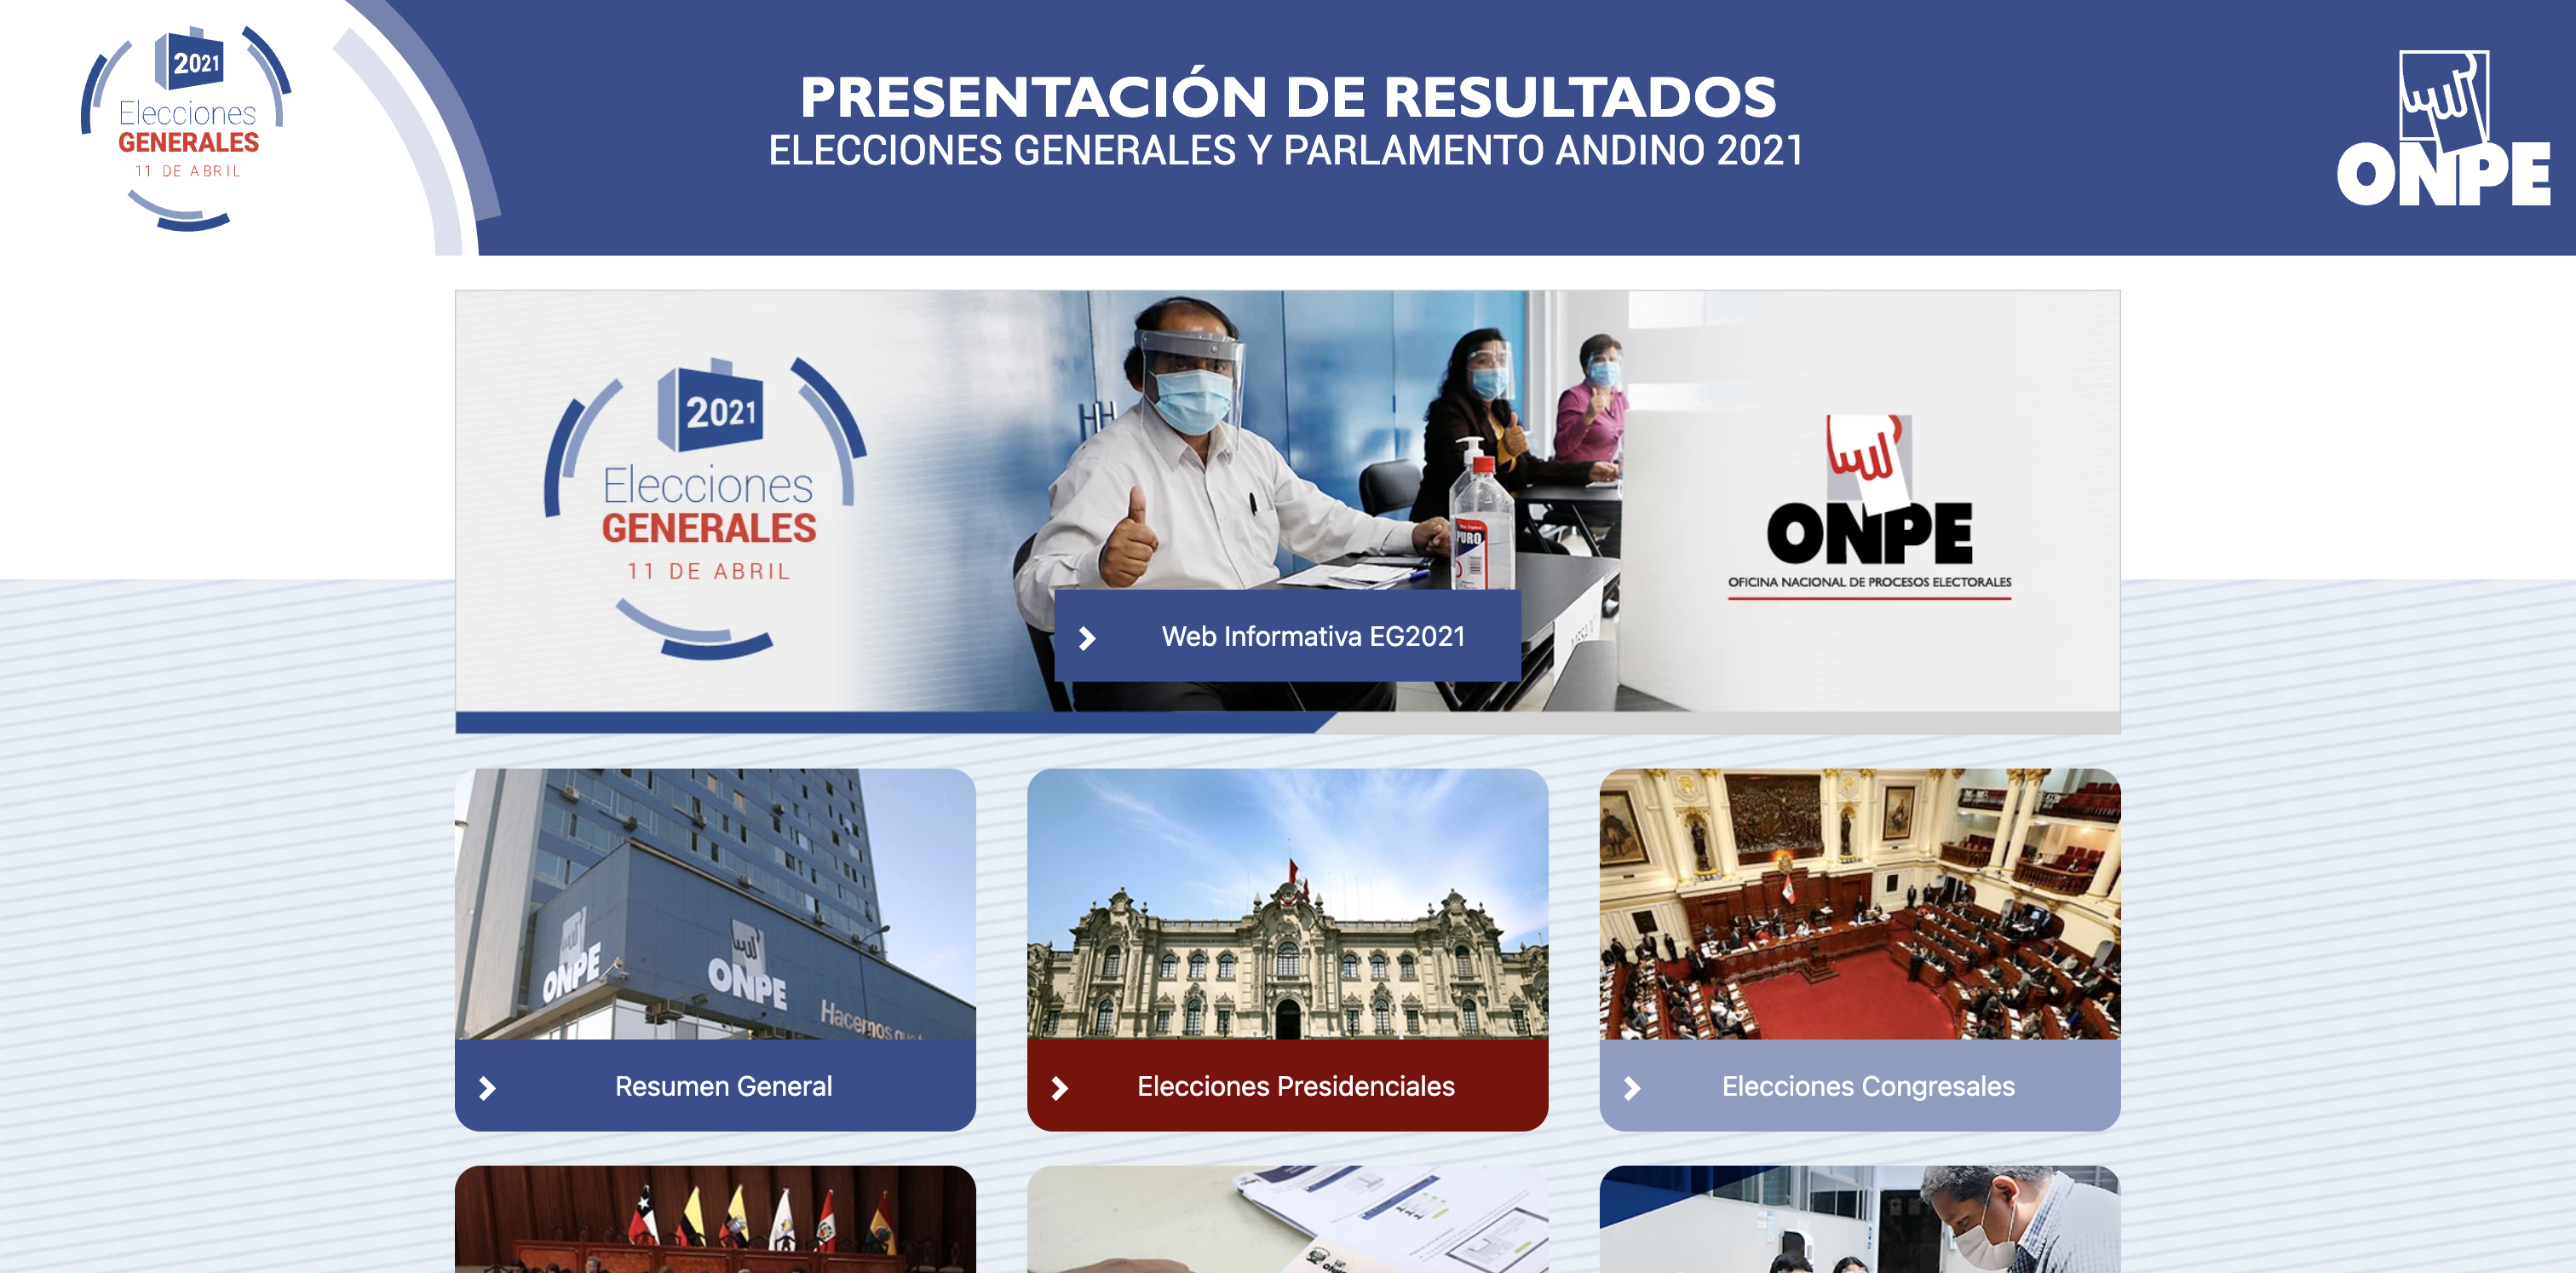 2021
Elecciones
GENERALES
11 DE ABRIL
PRESENTACIÓN DE RESULTADOS
ELECCIONES GENERALES Y PARLAMENTO ANDINO 2021
ONPE
2021
Elecciones
GENERALES
11 DE ABRIL
PURO
ONPE
OFICINA NACIONAL DE PROCESOS ELECTORALES
Web Informativa EG2021
ONPE
ONPE
Hacemos que
Resumen General
Elecciones Presidenciales
Elecciones Congresales